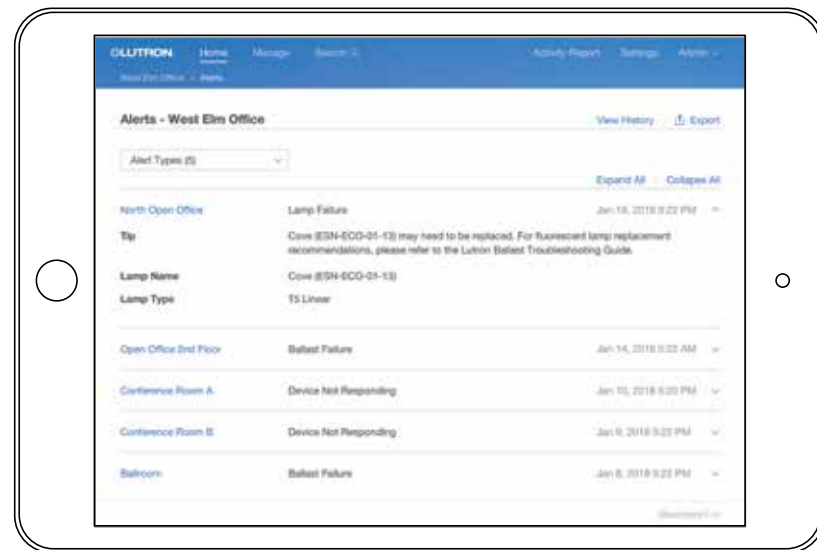 LUTRON Home Manage Search Activity Report Settings Admin
West Elm Office > Alerts
Alerts - West Elm Office View History Export
Alert Types (5)
Expand All Collapse All
North Open Office Lamp Failure Jan 18, 2018 5:22 PM
Tip Cove (ESN-ECO-01-13) may need to be replaced. For fluorescent lamp replacement
recommendations, please refer to the Lutron Ballast Troubleshooting Guide.
Lamp Name Cove (ESN-ECO-01-13)
Lamp Type T5 Linear
Open Office 2nd Floor Ballast Failure Jan 14, 2018 5:22 AM
Conference Room A Device Not Responding Jan 10, 2018 PM
Conference Room B Device Not Responding Jan 9, 2018 5:22 PM
Ballroom Ballast Failure Jan 8, 2018 5:22 PM